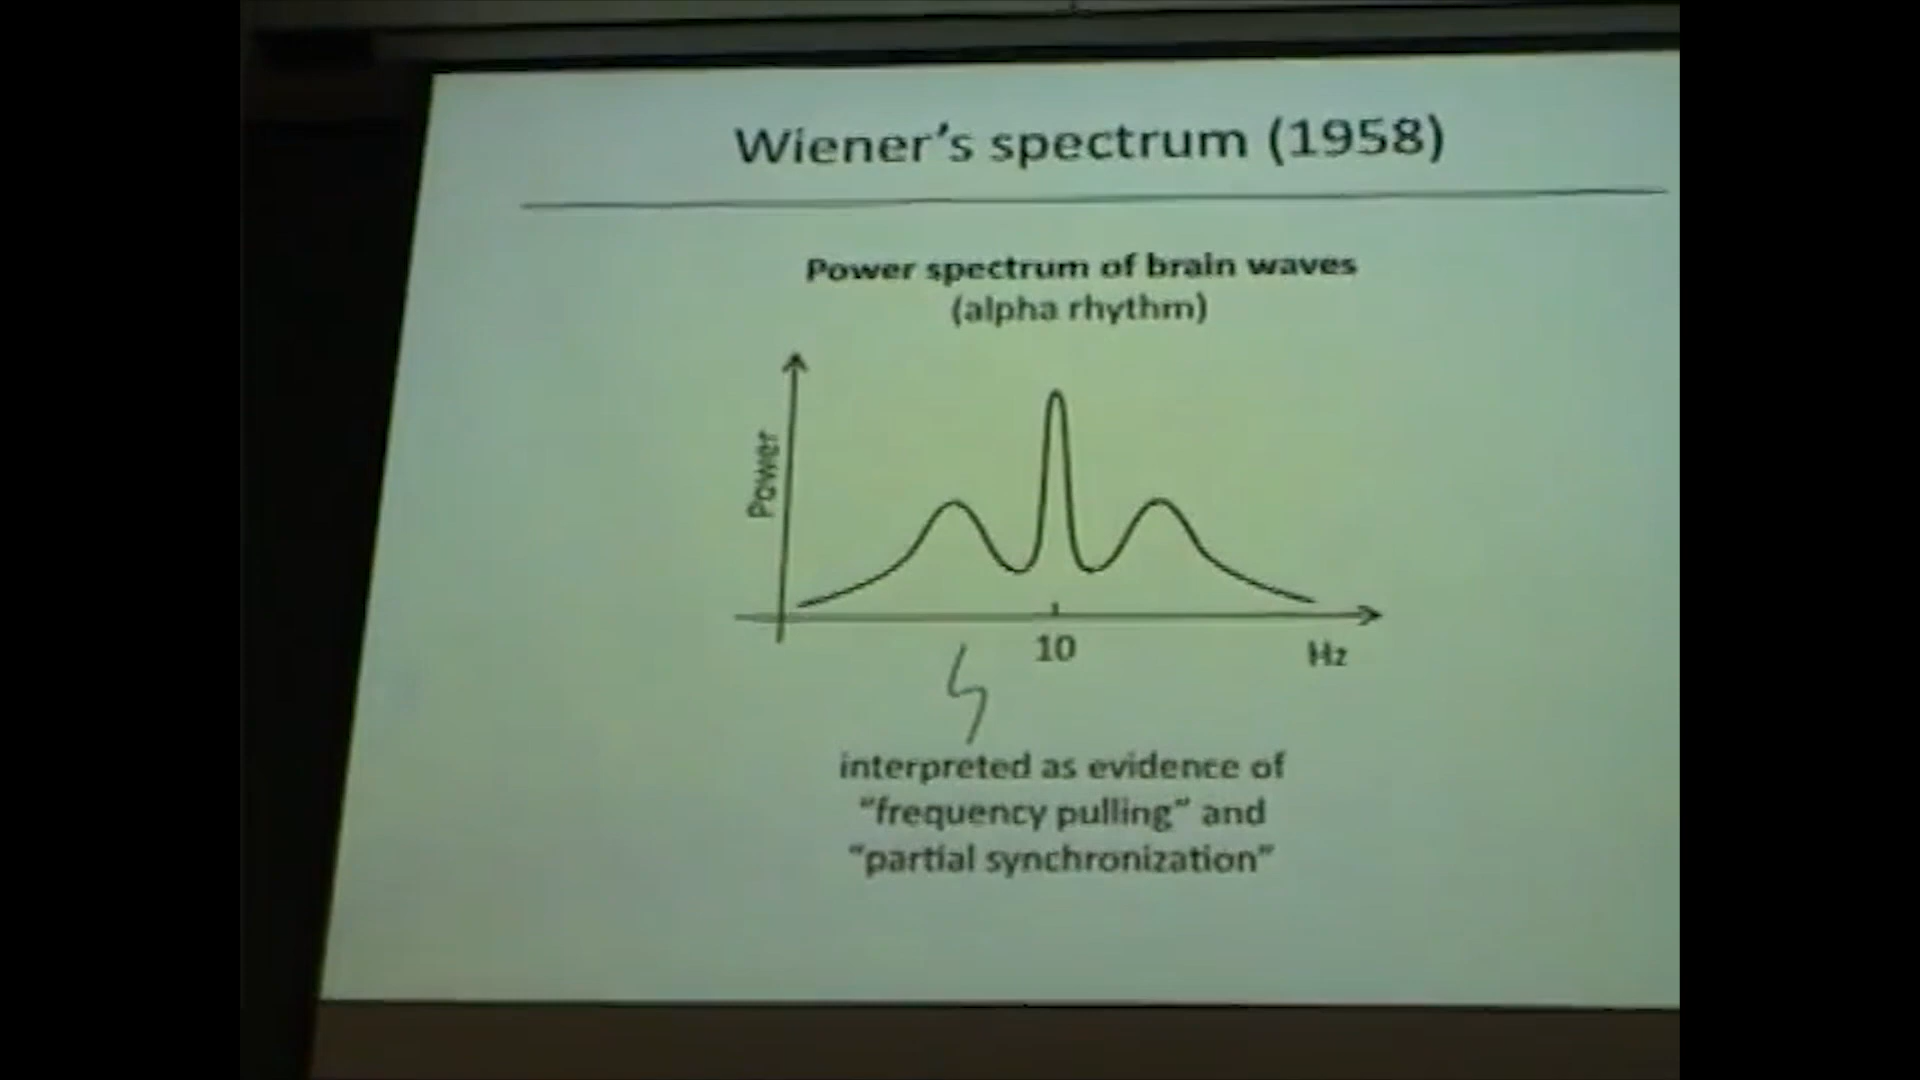 Wiener's spectrum (1958)
Power spectrum of brain waves
(alpha rhythm)
Power
10
Hz
interpreted as evidence of
"frequency pulling" and
"partial synchronization"